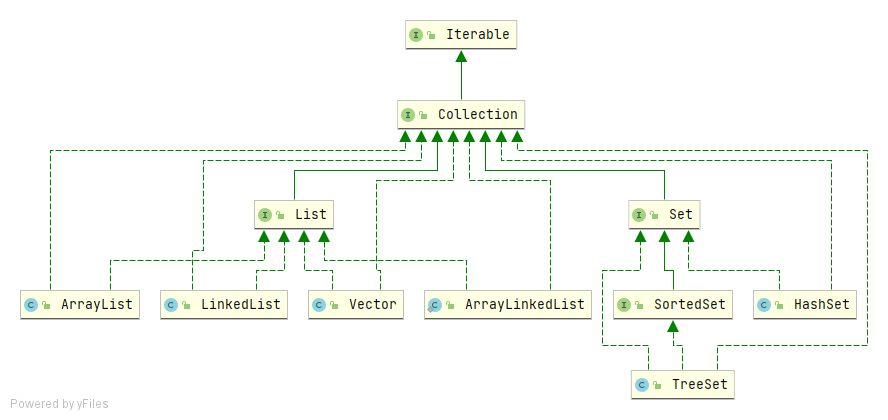 I Iterable
I Collection
I List
I Set
C ArrayList
C LinkedList
C Vector
C ArrayLinkedList
I SortedSet
C HashSet
C TreeSet
Powered by yFiles